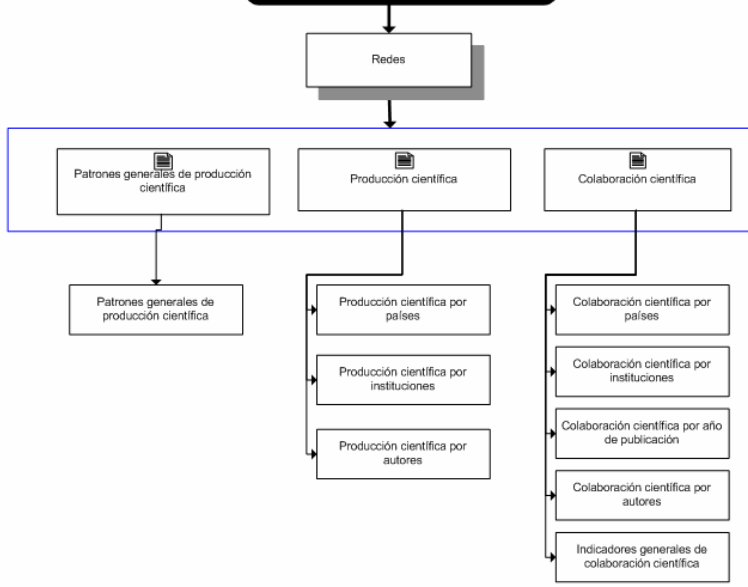 Redes
Patrones generales de producción
científica
Producción científica
Colaboración científica
Patrones generales de
producción científica
Producción científica por
países
Producción científica por
instituciones
Producción científica por
autores
Colaboración científica por
países
Colaboración científica por
instituciones
Colaboración científica por año
de publicación
Colaboración científica por
autores
Indicadores generales de
colaboración científica